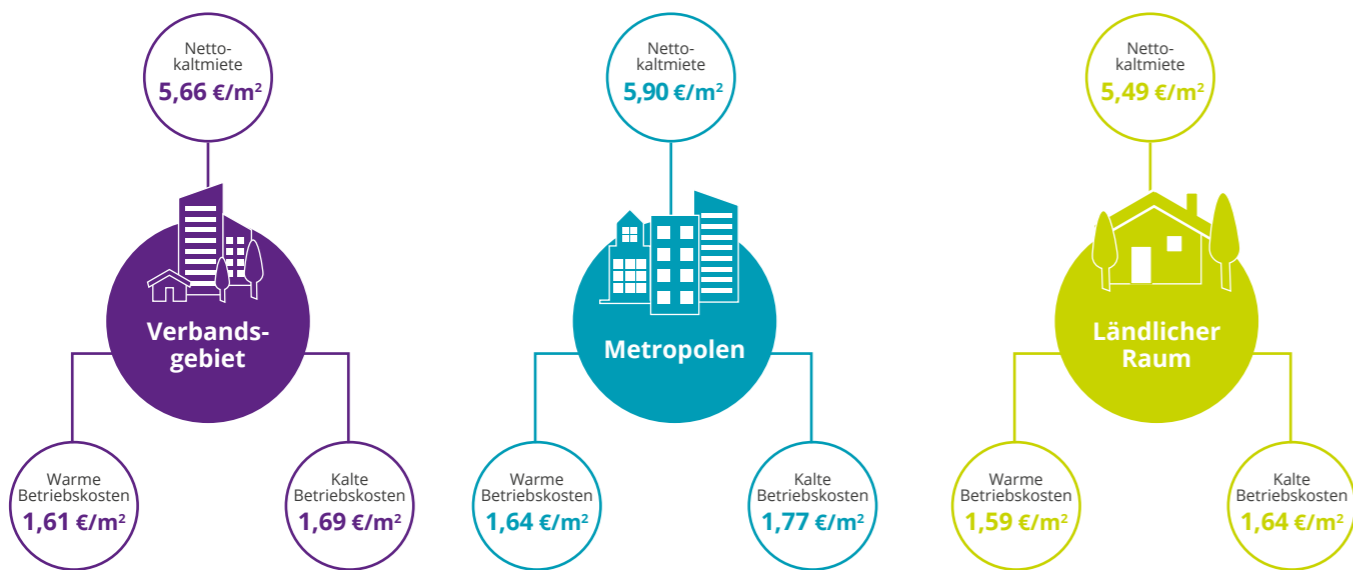 Netto-
kaltmiete
5,66 €/m²
Verbands-
gebiet
Warme
Betriebskosten
1,61 €/m²
Kalte
Betriebskosten
1,69 €/m²
Netto-
kaltmiete
5,90 €/m²
Metropolen
Warme
Betriebskosten
1,64 €/m²
Kalte
Betriebskosten
1,77 €/m²
Netto-
kaltmiete
5,49 €/m²
Ländlicher
Raum
Warme
Betriebskosten
1,59 €/m²
Kalte
Betriebskosten
1,64 €/m²